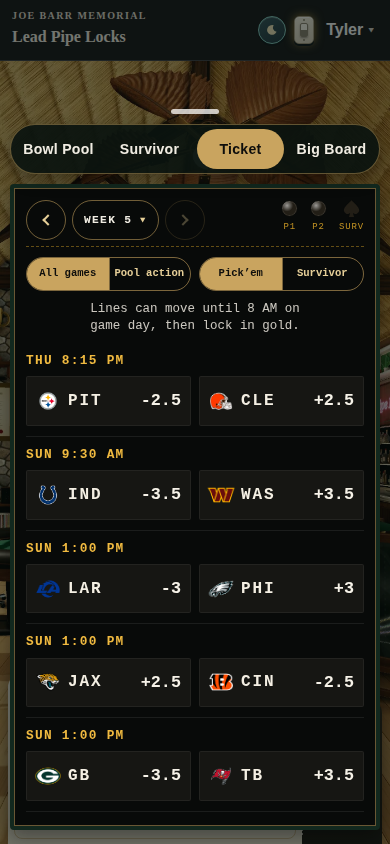 JOE BARR MEMORIAL
Lead Pipe Locks
Tyler ▾
Bowl Pool Survivor Ticket Big Board
WEEK 5 ▾
P1 P2 SURV
All games Pool action Pick'em Survivor
Lines can move until 8 AM on
game day, then lock in gold.
THU 8:15 PM
PIT -2.5 CLE +2.5
SUN 9:30 AM
IND -3.5 WAS +3.5
SUN 1:00 PM
LAR -3 PHI +3
SUN 1:00 PM
JAX +2.5 CIN -2.5
SUN 1:00 PM
GB -3.5 TB +3.5